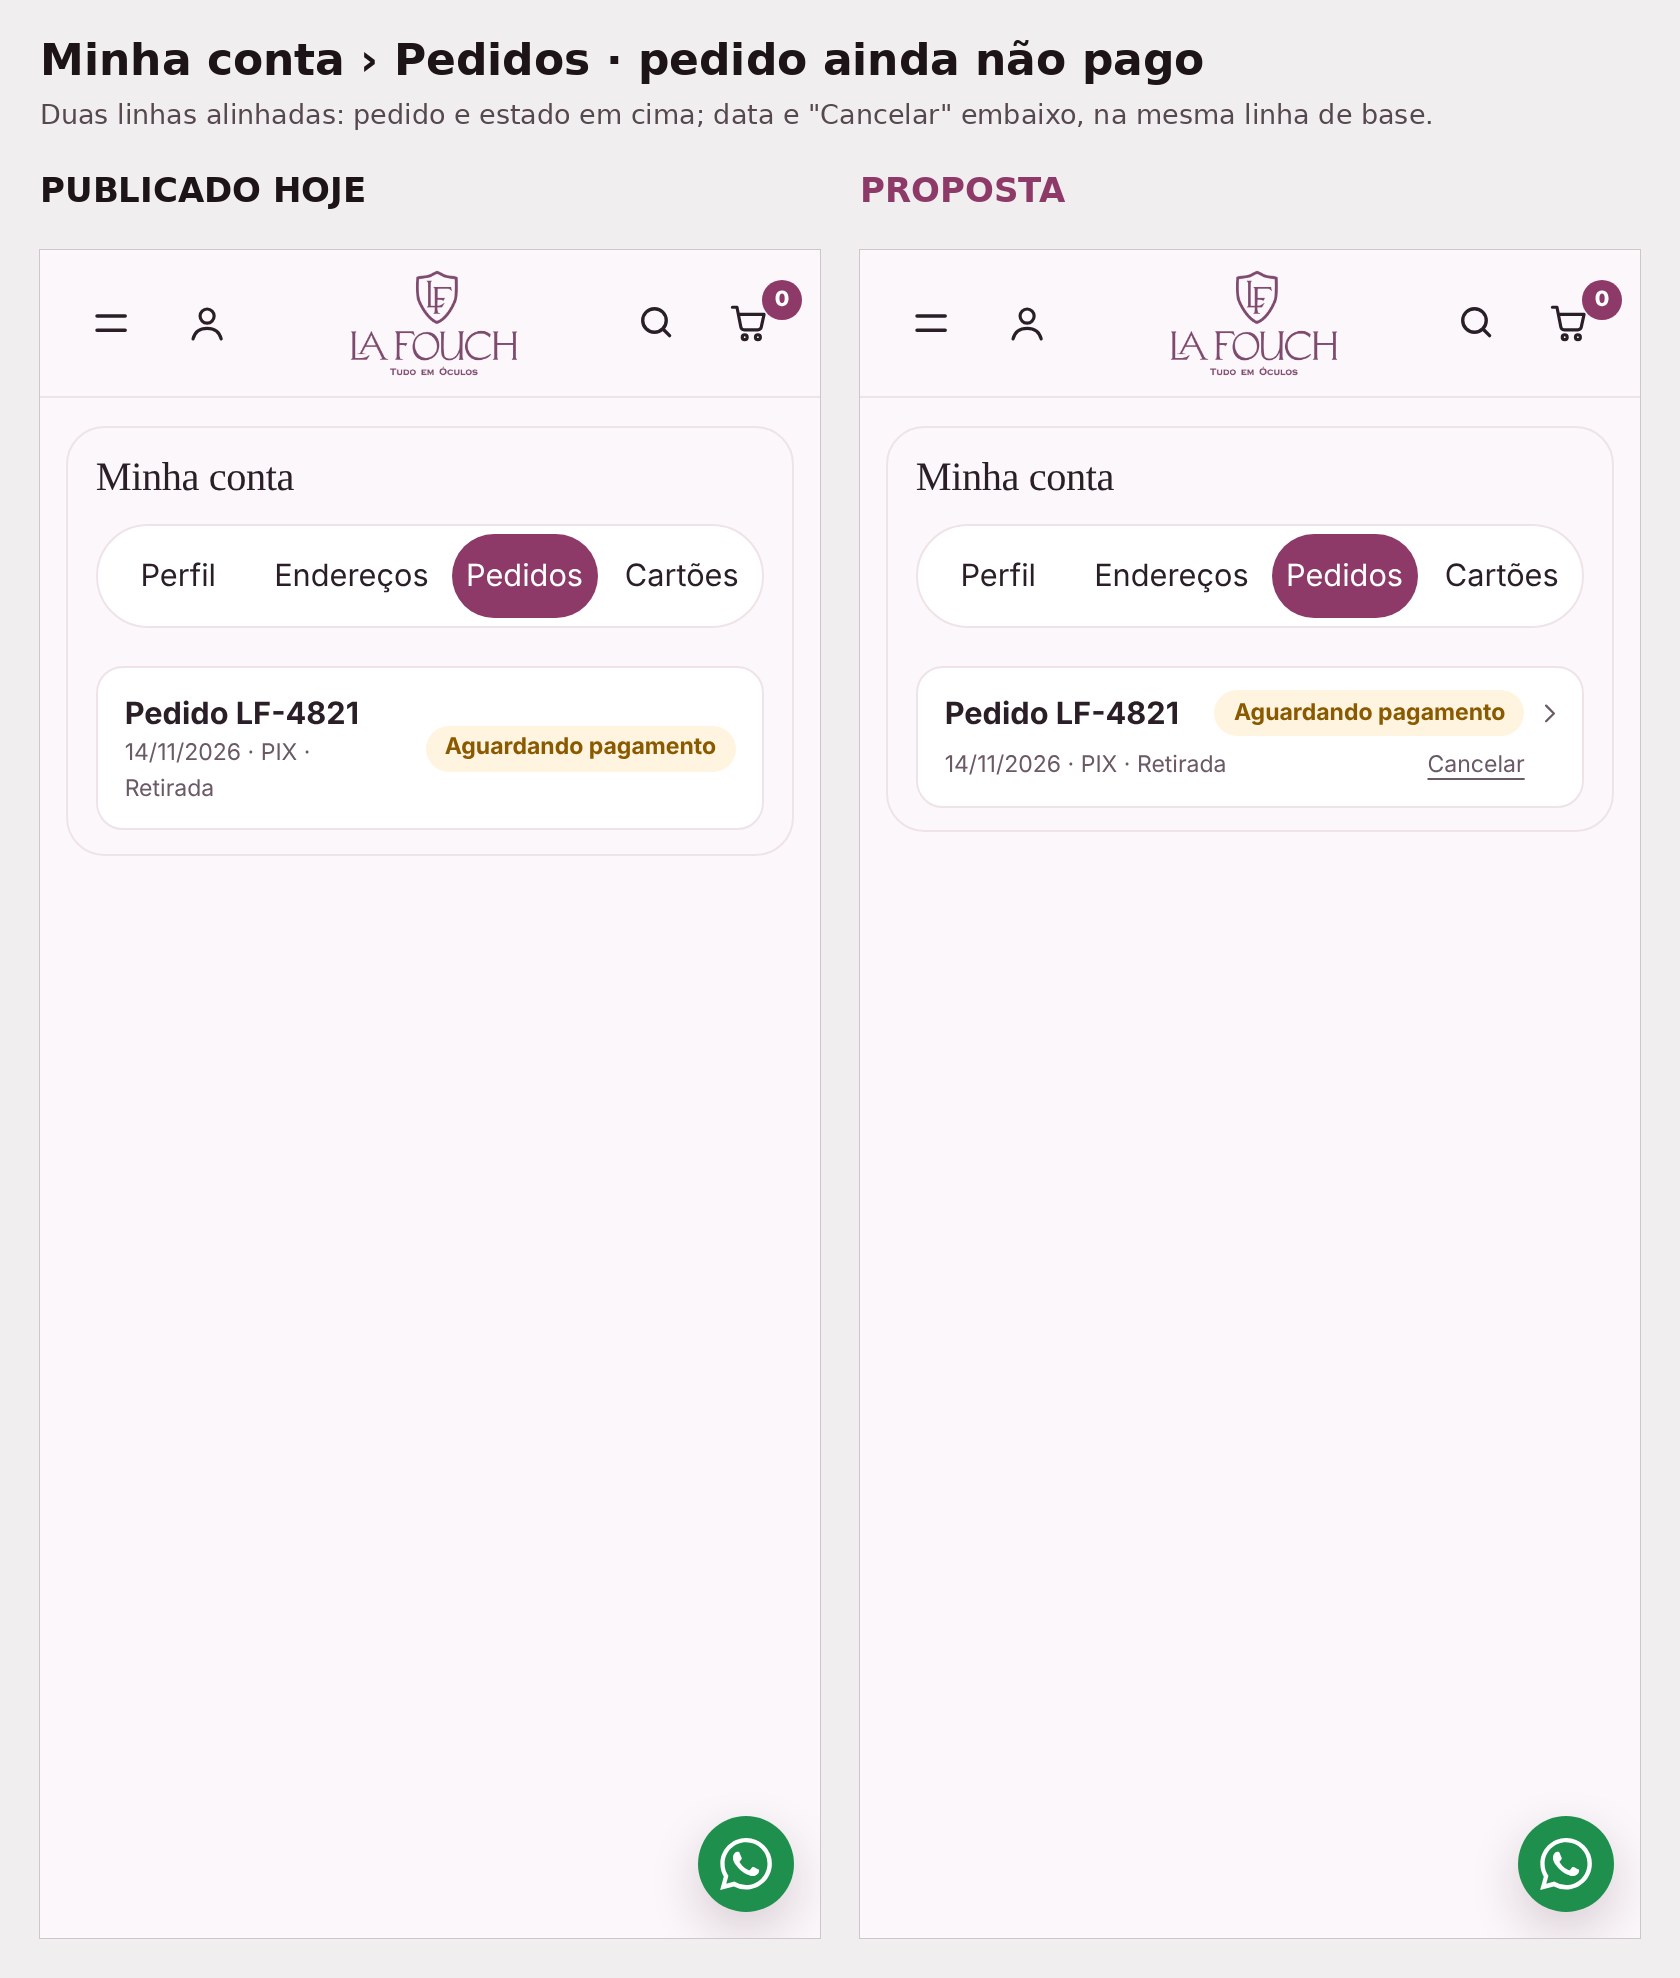 Minha conta › Pedidos · pedido ainda não pago
Duas linhas alinhadas: pedido e estado em cima; data e "Cancelar" embaixo, na mesma linha de base.
PUBLICADO HOJE
LF
LA FOUCH
Tudo em Óculos
0
Minha conta
Perfil Endereços Pedidos Cartões
Pedido LF-4821
14/11/2026 · PIX ·
Retirada
Aguardando pagamento
PROPOSTA
LF
LA FOUCH
Tudo em Óculos
0
Minha conta
Perfil Endereços Pedidos Cartões
Pedido LF-4821 Aguardando pagamento
14/11/2026 · PIX · Retirada Cancelar